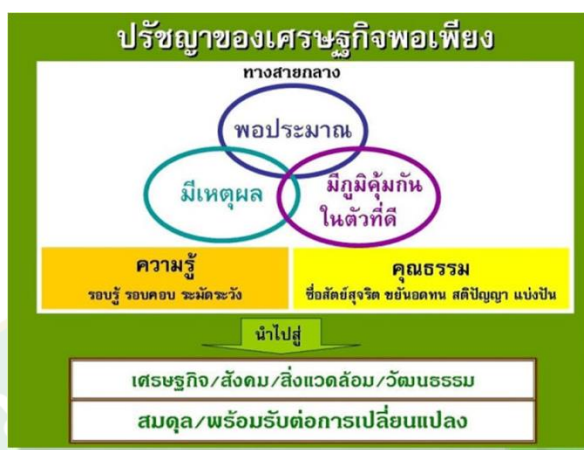 ปรัชญาของเศรษฐกิจพอเพียง
ทางสายกลาง
พอประมาณ
มีเหตุผล
มีภูมิคุ้มกัน
ในตัวที่ดี
ความรู้
รอบรู้ รอบคอบ ระมัดระวัง
คุณธรรม
ซื่อสัตย์สุจริต ขยันอดทน สติปัญญา แบ่งปัน
นำไปสู่
เศรษฐกิจ/สังคม/สิ่งแวดล้อม/วัฒนธรรม
สมดุล/พร้อมรับต่อการเปลี่ยนแปลง